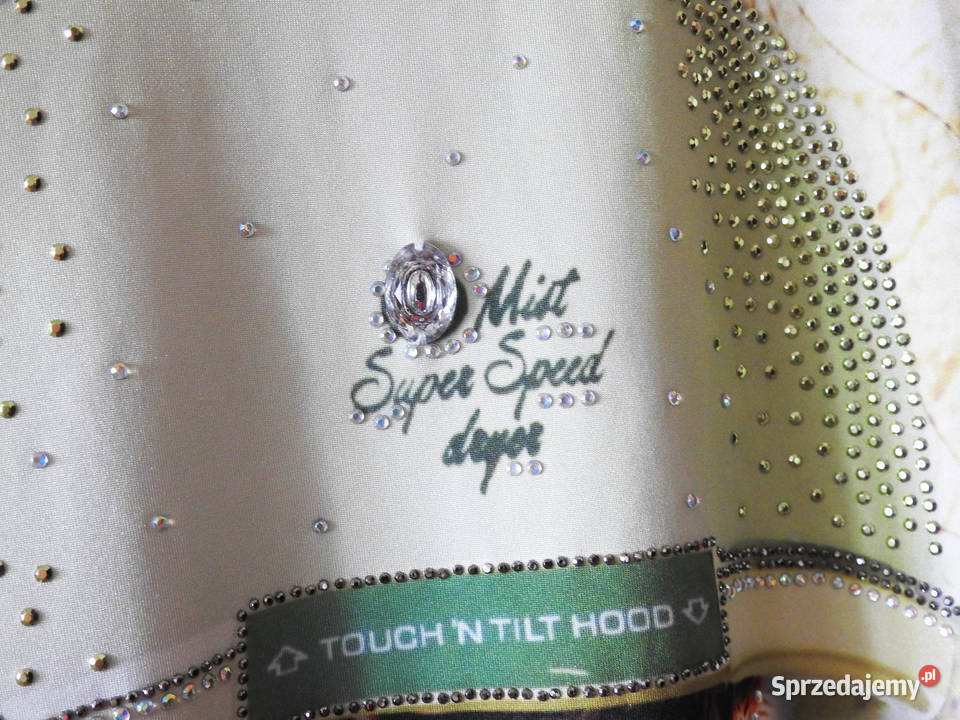 Mist
Super Speed
dryer
TOUCH 'N TILT HOOD
Sprzedajemy.pl